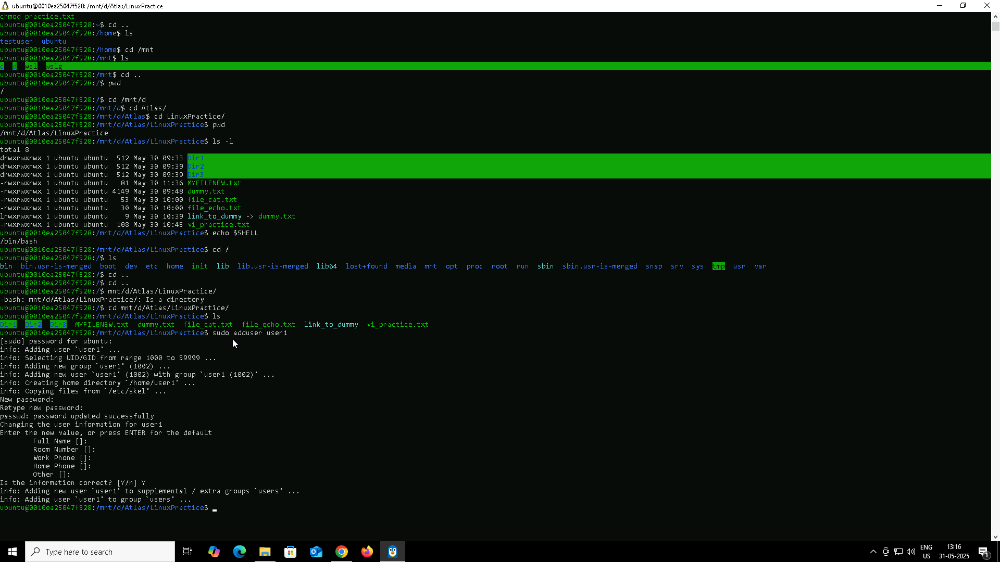 ubuntu@0010ea25047f528: /mnt/d/Atlas/LinuxPractice
chmod_practice.txt
ubuntu@0010ea25047f528:~$ cd ..
ubuntu@0010ea25047f528:/home$ ls
testuser  ubuntu
ubuntu@0010ea25047f528:/home$ cd /mnt
ubuntu@0010ea25047f528:/mnt$ ls
c  d  wsl  wslg
ubuntu@0010ea25047f528:/mnt$ cd ..
ubuntu@0010ea25047f528:/$ pwd
/
ubuntu@0010ea25047f528:/$ cd /mnt/d
ubuntu@0010ea25047f528:/mnt/d$ cd Atlas/
ubuntu@0010ea25047f528:/mnt/d/Atlas$ cd LinuxPractice/
ubuntu@0010ea25047f528:/mnt/d/Atlas/LinuxPractice$ pwd
/mnt/d/Atlas/LinuxPractice
ubuntu@0010ea25047f528:/mnt/d/Atlas/LinuxPractice$ ls -l
total 8
drwxrwxrwx 1 ubuntu ubuntu  512 May 30 09:33 Dir1
drwxrwxrwx 1 ubuntu ubuntu  512 May 30 09:39 Dir2
drwxrwxrwx 1 ubuntu ubuntu  512 May 30 09:39 Dir3
-rwxrwxrwx 1 ubuntu ubuntu   81 May 30 11:36 MYFILENEW.txt
-rwxrwxrwx 1 ubuntu ubuntu 4149 May 30 09:48 dummy.txt
-rwxrwxrwx 1 ubuntu ubuntu   53 May 30 10:00 file_cat.txt
-rwxrwxrwx 1 ubuntu ubuntu   30 May 30 10:00 file_echo.txt
lrwxrwxrwx 1 ubuntu ubuntu    9 May 30 10:39 link_to_dummy -> dummy.txt
-rwxrwxrwx 1 ubuntu ubuntu  108 May 30 10:45 vi_practice.txt
ubuntu@0010ea25047f528:/mnt/d/Atlas/LinuxPractice$ echo $SHELL
/bin/bash
ubuntu@0010ea25047f528:/mnt/d/Atlas/LinuxPractice$ cd /
ubuntu@0010ea25047f528:/$ ls
bin  bin.usr-is-merged  boot  dev  etc  home  init  lib  lib.usr-is-merged  lib64  lost+found  media  mnt  opt  proc  root  run  sbin  sbin.usr-is-merged  snap  srv  sys  tmp  usr  var
ubuntu@0010ea25047f528:/$ cd ..
ubuntu@0010ea25047f528:/$ cd ..
ubuntu@0010ea25047f528:/$ mnt/d/Atlas/LinuxPractice/
-bash: mnt/d/Atlas/LinuxPractice/: Is a directory
ubuntu@0010ea25047f528:/$ cd mnt/d/Atlas/LinuxPractice/
ubuntu@0010ea25047f528:/mnt/d/Atlas/LinuxPractice$ ls
Dir1  Dir2  Dir3  MYFILENEW.txt  dummy.txt  file_cat.txt  file_echo.txt  link_to_dummy  vi_practice.txt
ubuntu@0010ea25047f528:/mnt/d/Atlas/LinuxPractice$ sudo adduser user1
[sudo] password for ubuntu:
info: Adding user `user1' ...
info: Selecting UID/GID from range 1000 to 59999 ...
info: Adding new group `user1' (1002) ...
info: Adding new user `user1' (1002) with group `user1 (1002)' ...
info: Creating home directory `/home/user1' ...
info: Copying files from `/etc/skel' ...
New password:
Retype new password:
passwd: password updated successfully
Changing the user information for user1
Enter the new value, or press ENTER for the default
        Full Name []:
        Room Number []:
        Work Phone []:
        Home Phone []:
        Other []:
Is the information correct? [Y/n] Y
info: Adding new user `user1' to supplemental / extra groups `users' ...
info: Adding user `user1' to group `users' ...
ubuntu@0010ea25047f528:/mnt/d/Atlas/LinuxPractice$
Type here to search
ENG
US
13:16
31-05-2025
1